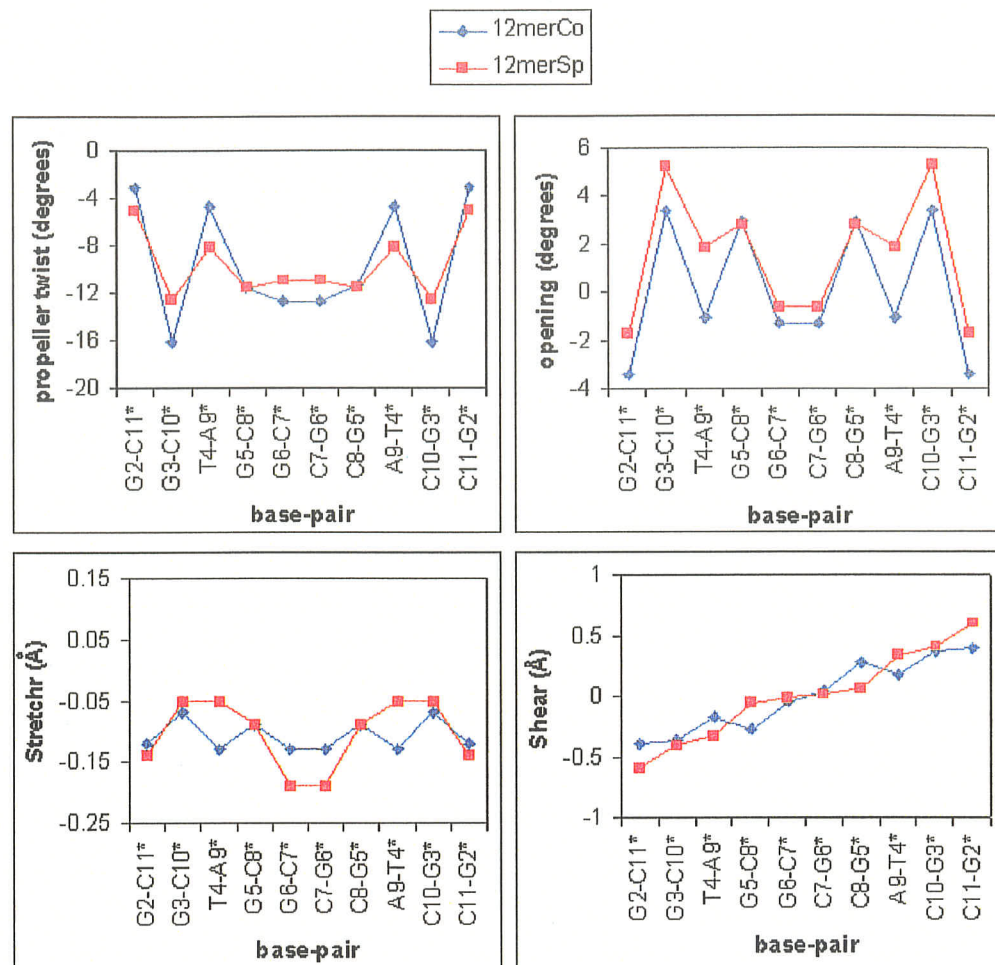 12merCo
12merSp
propeller twist (degrees)
0
-4
-8
-12
-16
-20
G2-C11*
G3-C10*
T4-A9*
G5-C8*
G6-C7*
C7-G6*
C8-G5*
A9-T4*
C10-G3*
C11-G2*
base-pair
opening (degrees)
6
4
2
0
-2
-4
G2-C11*
G3-C10*
T4-A9*
G5-C8*
G6-C7*
C7-G6*
C8-G5*
A9-T4*
C10-G3*
C11-G2*
base-pair
Stretchr (Å)
0.15
0.05
-0.05
-0.15
-0.25
G2-C11*
G3-C10*
T4-A9*
G5-C8*
G6-C7*
C7-G6*
C8-G5*
A9-T4*
C10-G3*
C11-G2*
base-pair
Shear (Å)
1
0.5
0
-0.5
-1
G2-C11*
G3-C10*
T4-A9*
G5-C8*
G6-C7*
C7-G6*
C8-G5*
A9-T4*
C10-G3*
C11-G2*
base-pair